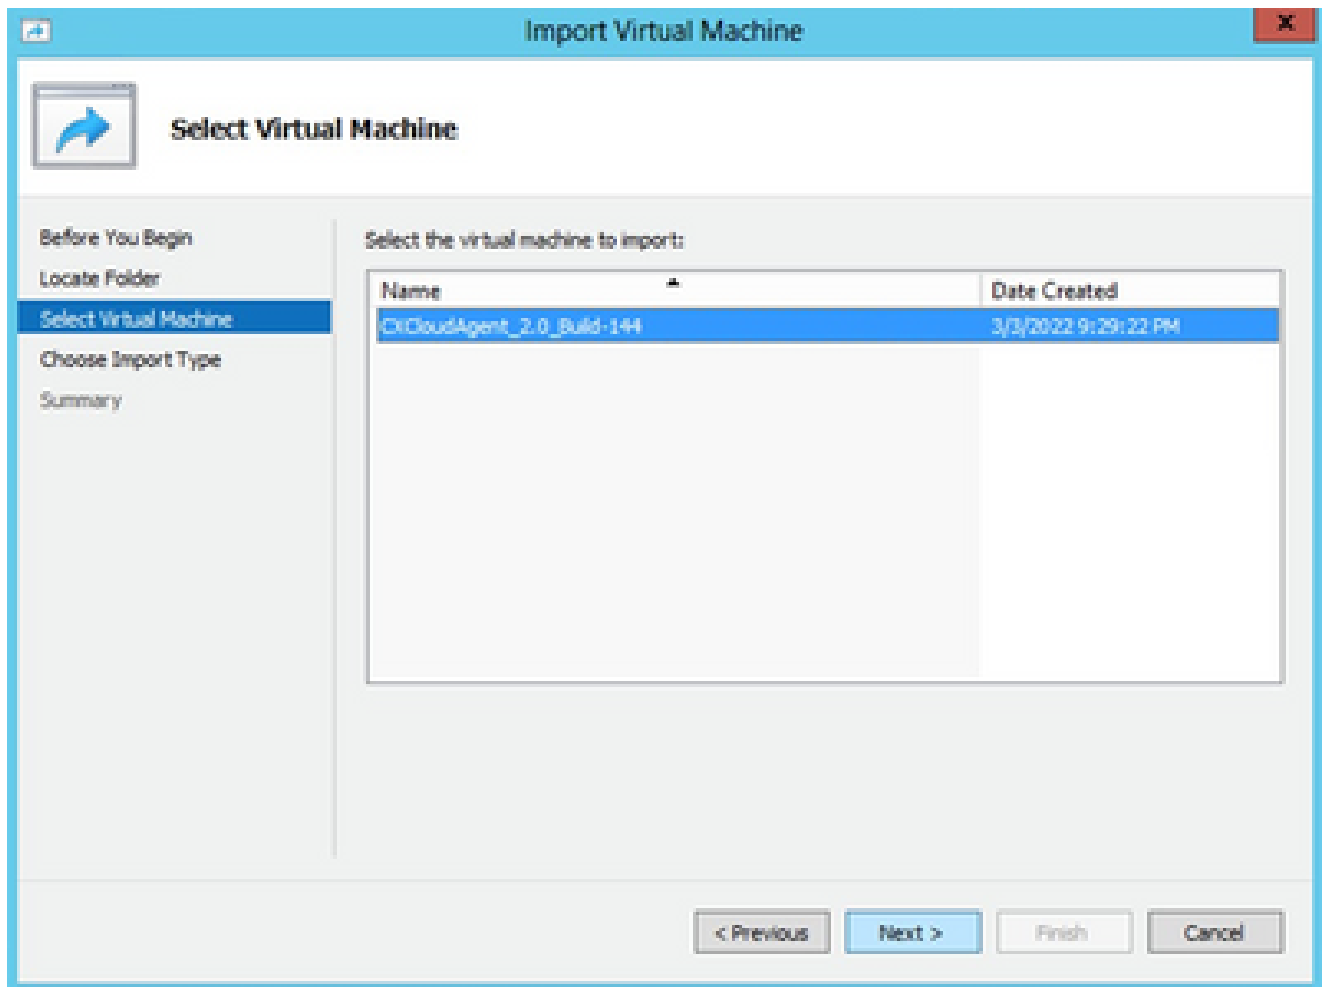 Import Virtual Machine
x
Select Virtual Machine
Before You Begin
Locate Folder
Select Virtual Machine
Choose Import Type
Summary
Select the virtual machine to import:
Name Date Created
CXCloudAgent_2.0_Build-144 3/3/2022 9:29:22 PM
< Previous Next > Finish Cancel